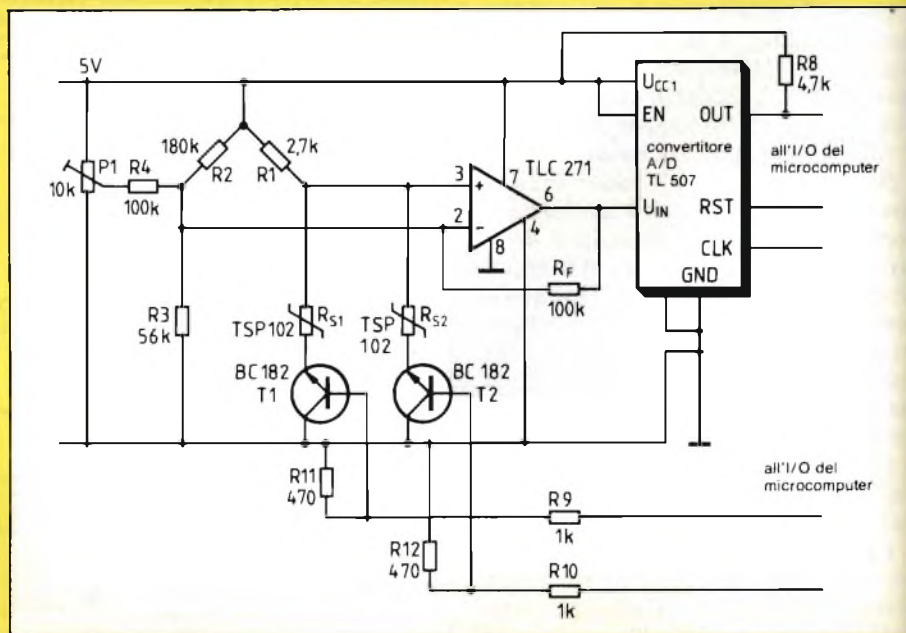 5V
P1
10k
R4
100k
180k
R2
2,7k
R1
R3
56k
TSP 102
RS1
TSP
102
RS2
BC 182
T1
BC 182
T2
3
+
2
-
7
TLC 271
6
4
8
RF
100k
UCC1
EN
OUT
convertitore
A/D
TL 507
UIN
RST
CLK
GND
R8
4,7k
all'I/O del
microcomputer
R11
470
R12
470
R9
1k
R10
1k
all'I/O del
microcomputer